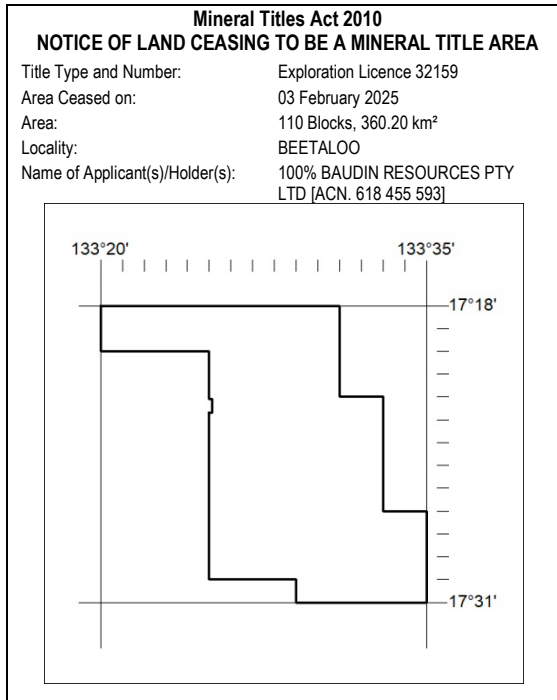 Mineral Titles Act 2010
NOTICE OF LAND CEASING TO BE A MINERAL TITLE AREA
Title Type and Number: Exploration Licence 32159
Area Ceased on: 03 February 2025
Area: 110 Blocks, 360.20 km²
Locality: BEETALOO
Name of Applicant(s)/Holder(s): 100% BAUDIN RESOURCES PTY
LTD [ACN. 618 455 593]
133°20' 133°35'
17°18'
17°31'